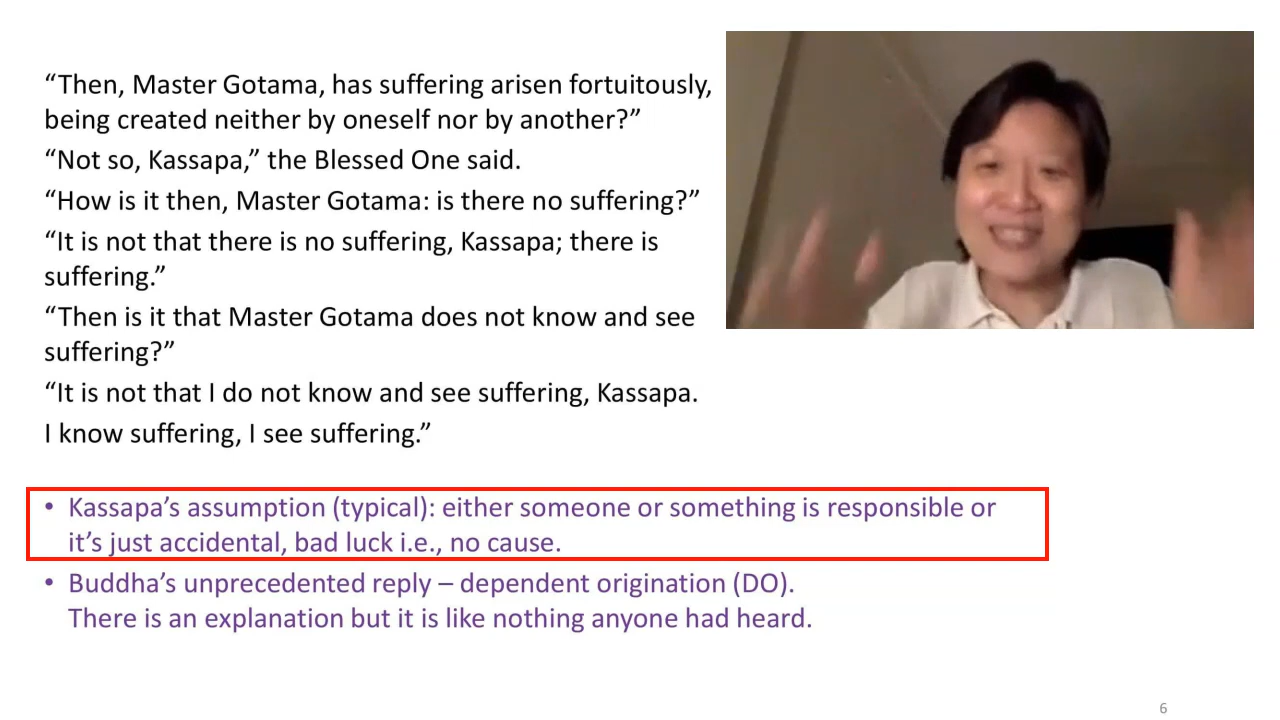 “Then, Master Gotama, has suffering arisen fortuitously,
being created neither by oneself nor by another?”
“Not so, Kassapa,” the Blessed One said.
“How is it then, Master Gotama: is there no suffering?”
“It is not that there is no suffering, Kassapa; there is
suffering.”
“Then is it that Master Gotama does not know and see
suffering?”
“It is not that I do not know and see suffering, Kassapa.
I know suffering, I see suffering.”
• Kassapa’s assumption (typical): either someone or something is responsible or
it’s just accidental, bad luck i.e., no cause.
• Buddha’s unprecedented reply – dependent origination (DO).
There is an explanation but it is like nothing anyone had heard.
6